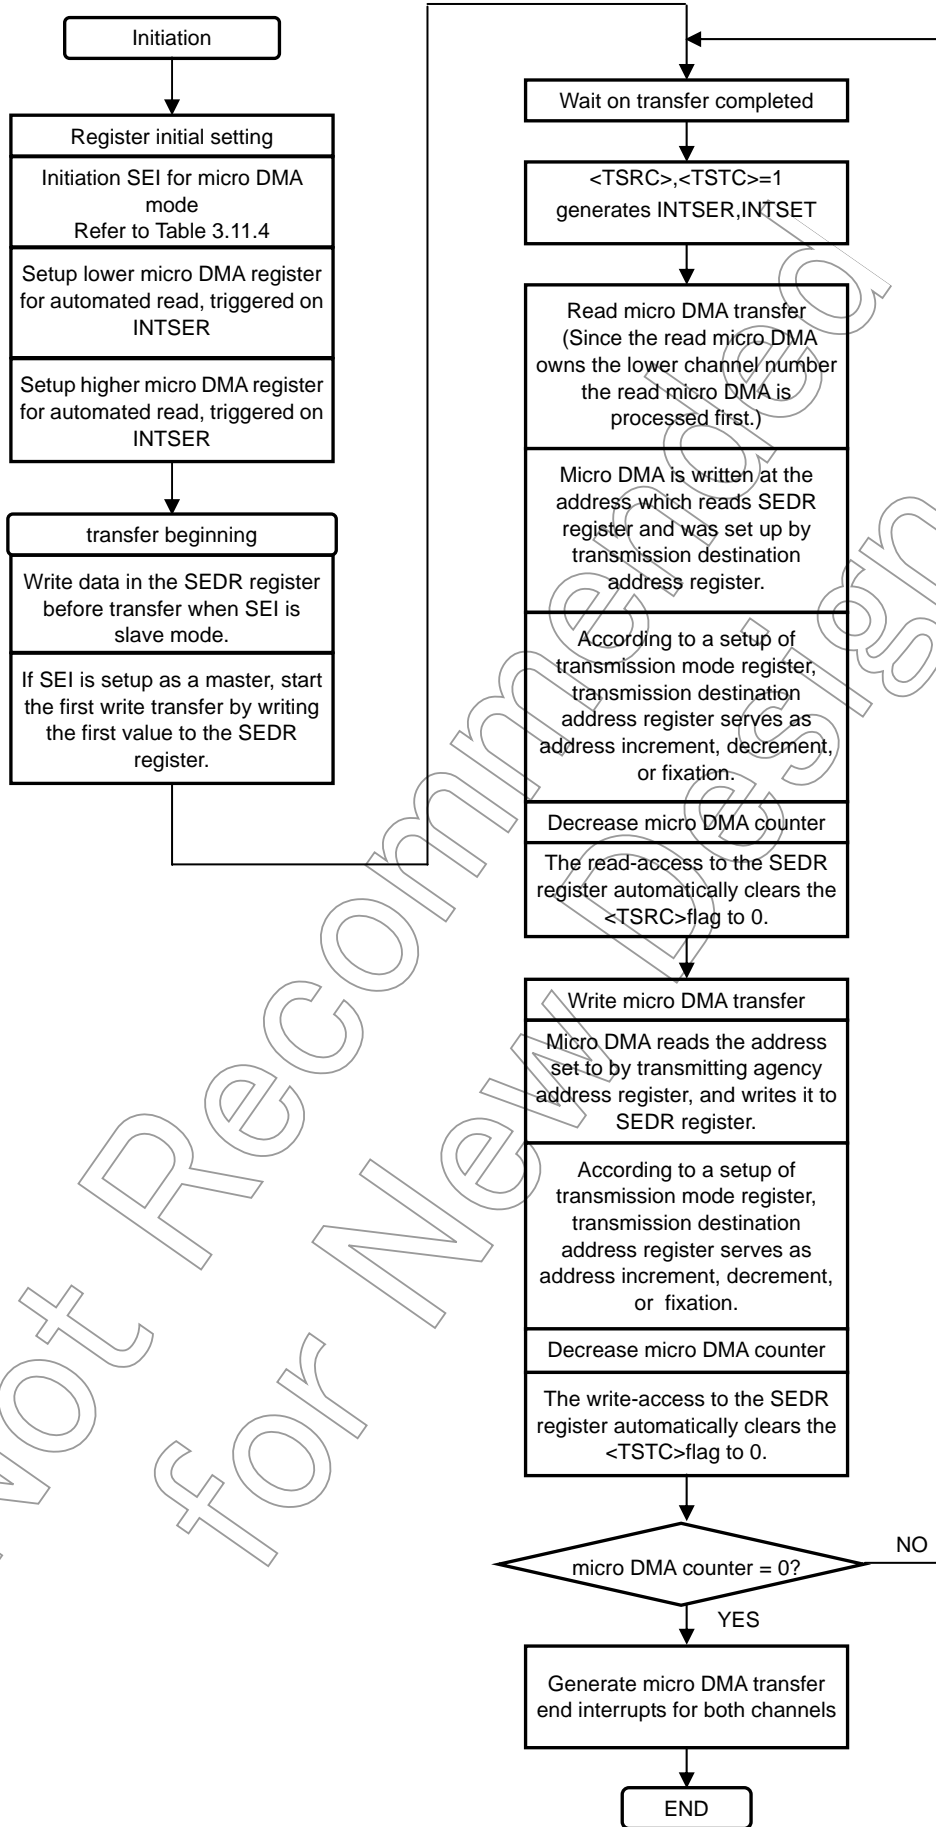 Initiation
Register initial setting
Initiation SEI for micro DMA
mode
Refer to Table 3.11.4
Setup lower micro DMA register
for automated read, triggered on
INTSER
Setup higher micro DMA register
for automated read, triggered on
INTSER
transfer beginning
Write data in the SEDR register
before transfer when SEI is
slave mode.
If SEI is setup as a master, start
the first write transfer by writing
the first value to the SEDR
register.
Wait on transfer completed
<TSRC>,<TSTC>=1
generates INTSER,INTSET
Read micro DMA transfer
(Since the read micro DMA
owns the lower channel number
the read micro DMA is
processed first.)
Micro DMA is written at the
address which reads SEDR
register and was set up by
transmission destination
address register.
According to a setup of
transmission mode register,
transmission destination
address register serves as
address increment, decrement,
or fixation.
Decrease micro DMA counter
The read-access to the SEDR
register automatically clears the
<TSRC>flag to 0.
Write micro DMA transfer
Micro DMA reads the address
set to by transmitting agency
address register, and writes it to
SEDR register.
According to a setup of
transmission mode register,
transmission destination
address register serves as
address increment, decrement,
or fixation.
Decrease micro DMA counter
The write-access to the SEDR
register automatically clears the
<TSTC>flag to 0.
micro DMA counter = 0?
NO
YES
Generate micro DMA transfer
end interrupts for both channels
END
Not Recommended
for New Design